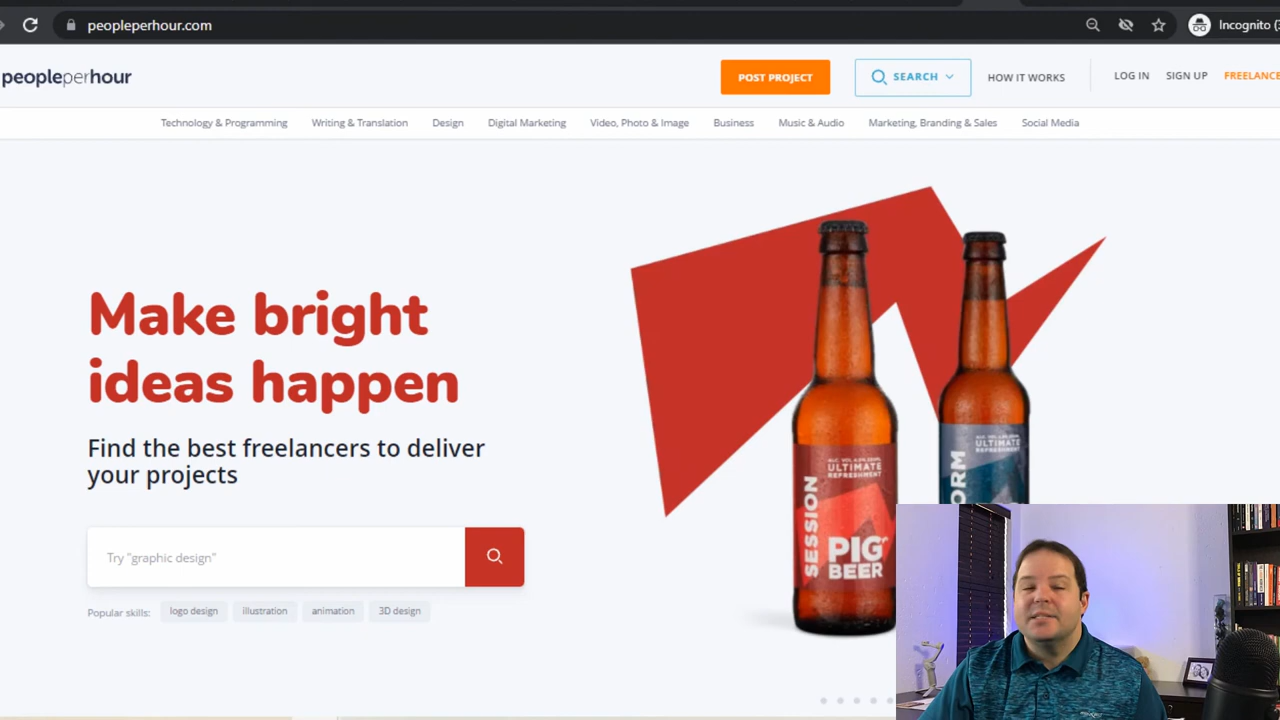 peopleperhour.com
Incognito (3
peopleperhour
POST PROJECT
SEARCH
HOW IT WORKS
LOG IN
SIGN UP
FREELANCE
Technology & Programming
Writing & Translation
Design
Digital Marketing
Video, Photo & Image
Business
Music & Audio
Marketing, Branding & Sales
Social Media
Make bright
ideas happen
Find the best freelancers to deliver
your projects
Try "graphic design"
Popular skills:
logo design
illustration
animation
3D design
ULTIMATE
REFRESHMENT
SESSION
PIG
BEER
ULTIMATE
REFRESHMENT
ORM